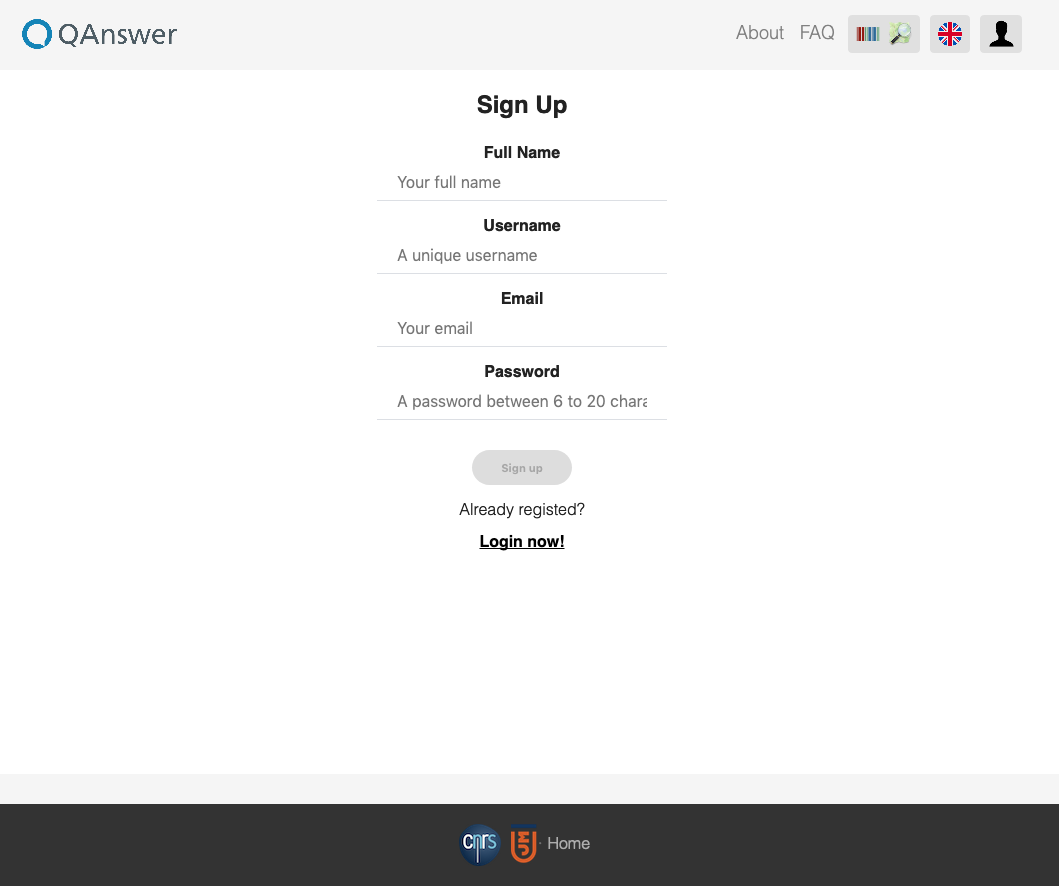 QAnswer
About FAQ
Sign Up
Full Name
Your full name
Username
A unique username
Email
Your email
Password
A password between 6 to 20 chara
Sign up
Already registed?
Login now!
cnrs Home